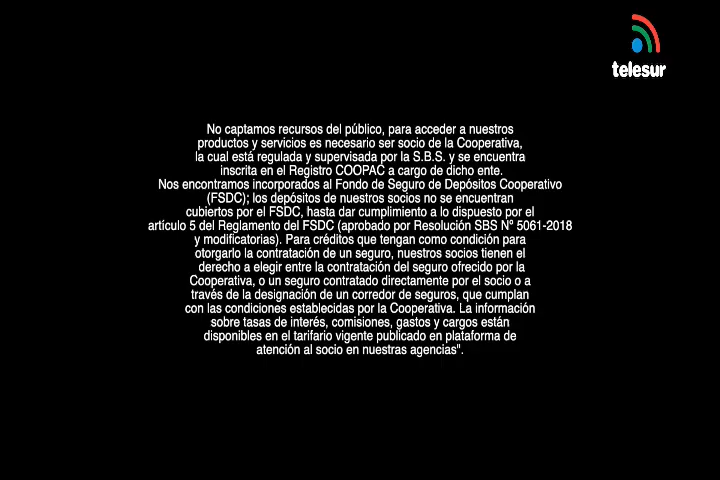 telesur
No captamos recursos del público, para acceder a nuestros
productos y servicios es necesario ser socio de la Cooperativa,
la cual está regulada y supervisada por la S.B.S. y se encuentra
inscrita en el Registro COOPAC a cargo de dicho ente.
Nos encontramos incorporados al Fondo de Seguro de Depósitos Cooperativo
(FSDC); los depósitos de nuestros socios no se encuentran
cubiertos por el FSDC, hasta dar cumplimiento a lo dispuesto por el
artículo 5 del Reglamento del FSDC (aprobado por Resolución SBS Nº 5061-2018
y modificatorias). Para créditos que tengan como condición para
otorgarlo la contratación de un seguro, nuestros socios tienen el
derecho a elegir entre la contratación del seguro ofrecido por la
Cooperativa, o un seguro contratado directamente por el socio o a
través de la designación de un corredor de seguros, que cumplan
con las condiciones establecidas por la Cooperativa. La información
sobre tasas de interés, comisiones, gastos y cargos están
disponibles en el tarifario vigente publicado en plataforma de
atención al socio en nuestras agencias".